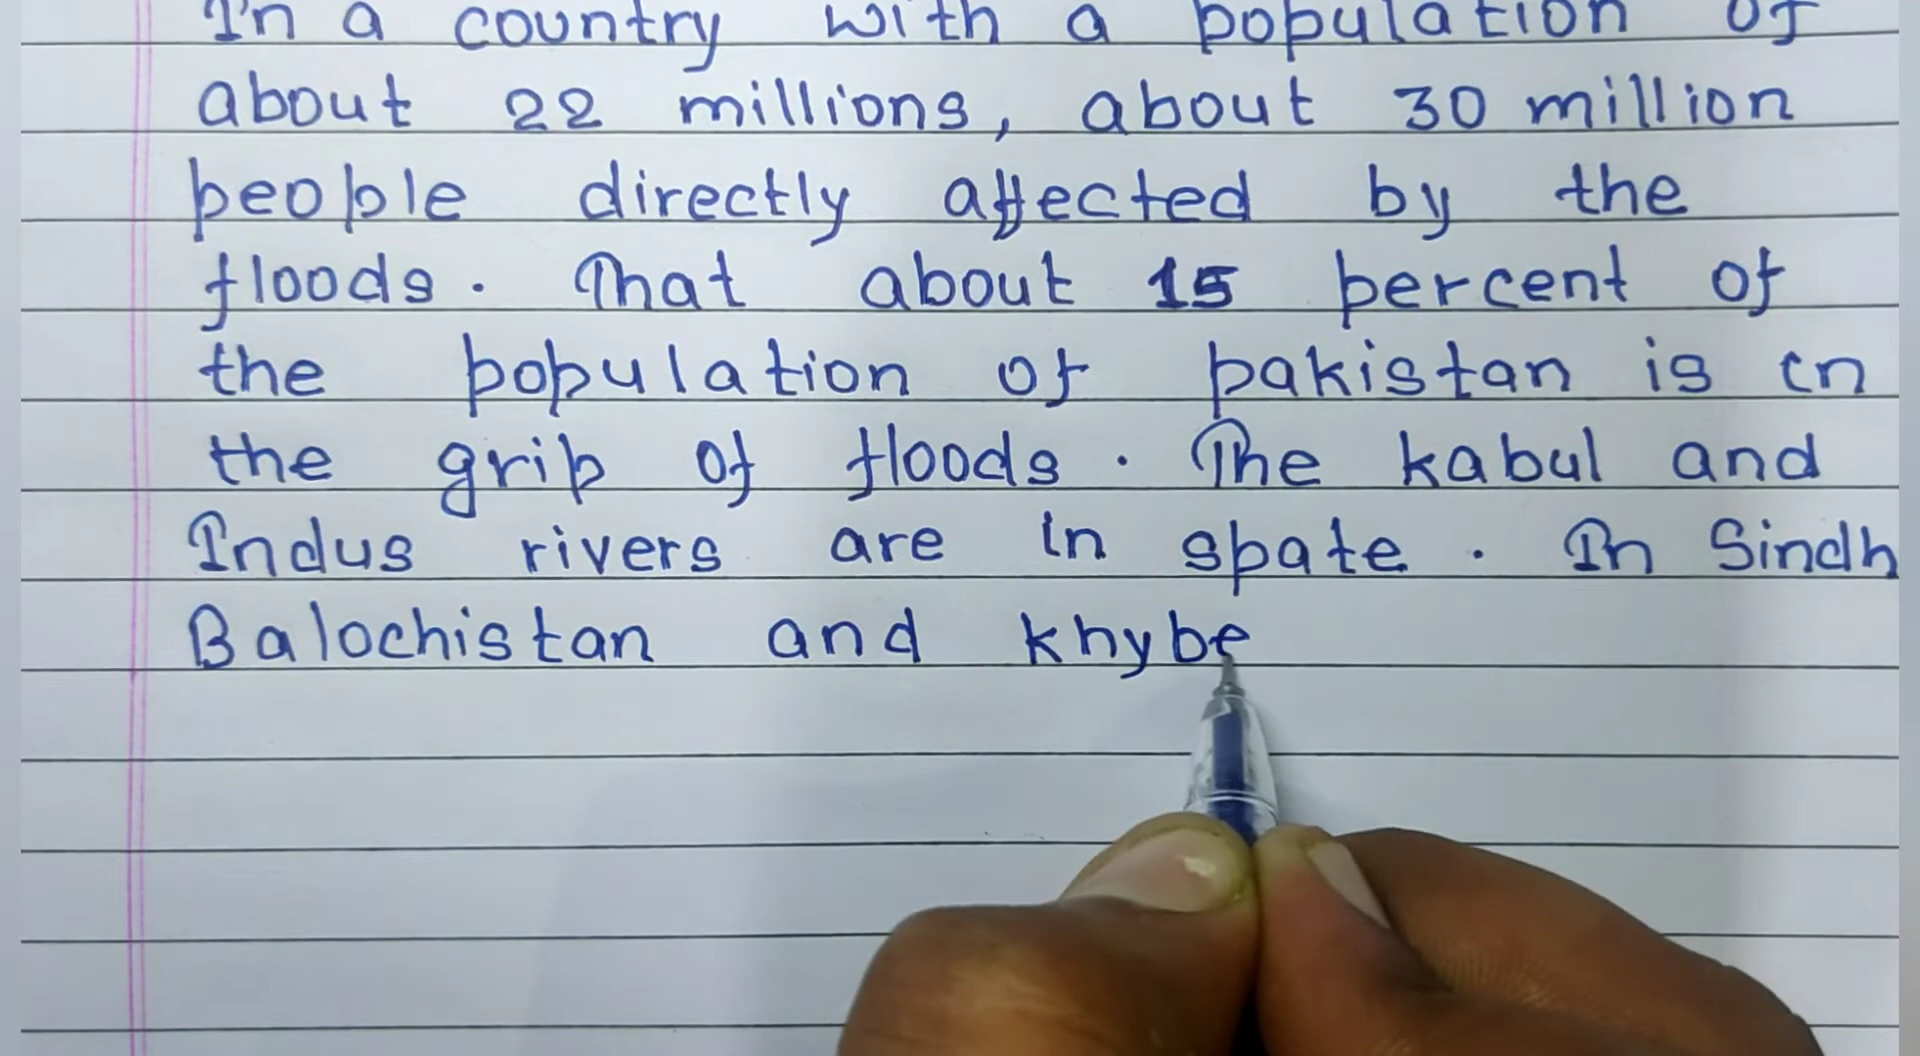 In a country with a population of
about 22 millions, about 30 million
people directly affected by the
floods. That about 15 percent of
the population of pakistan is in
the grip of floods. The kabul and
Indus rivers are in spate. In Sindh
Balochistan and khybe